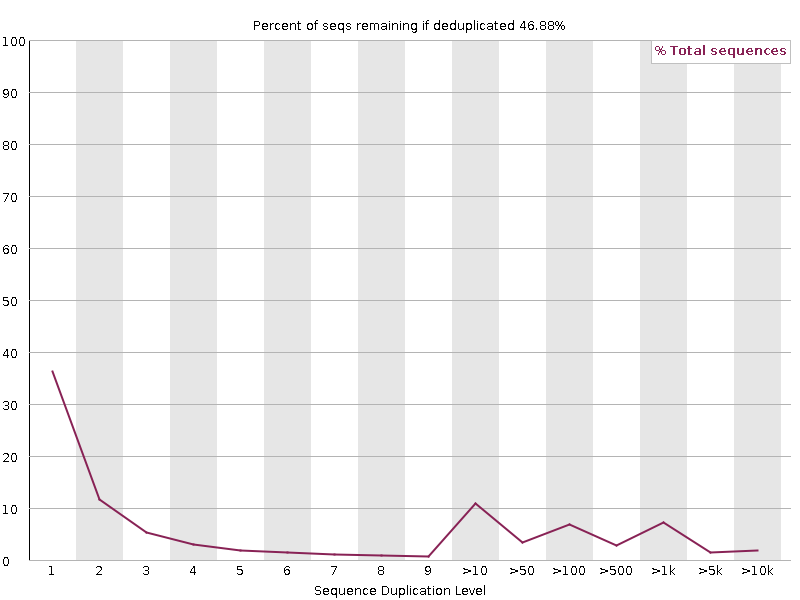 Percent of seqs remaining if deduplicated 46.88%
% Total sequences
100
90
80
70
60
50
40
30
20
10
0
1 2 3 4 5 6 7 8 9 >10 >50 >100 >500 >1k >5k >10k
Sequence Duplication Level